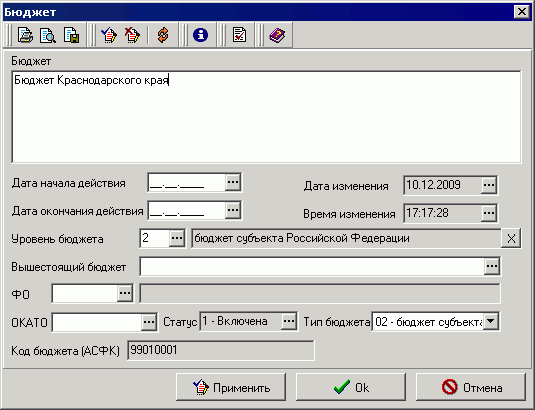 Бюджет
Бюджет
Бюджет Краснодарского края
Дата начала действия __.__.____ ... Дата изменения 10.12.2009 ...
Дата окончания действия __.__.____ ... Время изменения 17:17:28 ...
Уровень бюджета 2 ... бюджет субъекта Российской Федерации X
Вышестоящий бюджет ...
ФО ...
ОКАТО ... Статус 1 - Включена ... Тип бюджета 02 - бюджет субъекта
Код бюджета (АСФК) 99010001
Применить Ok Отмена